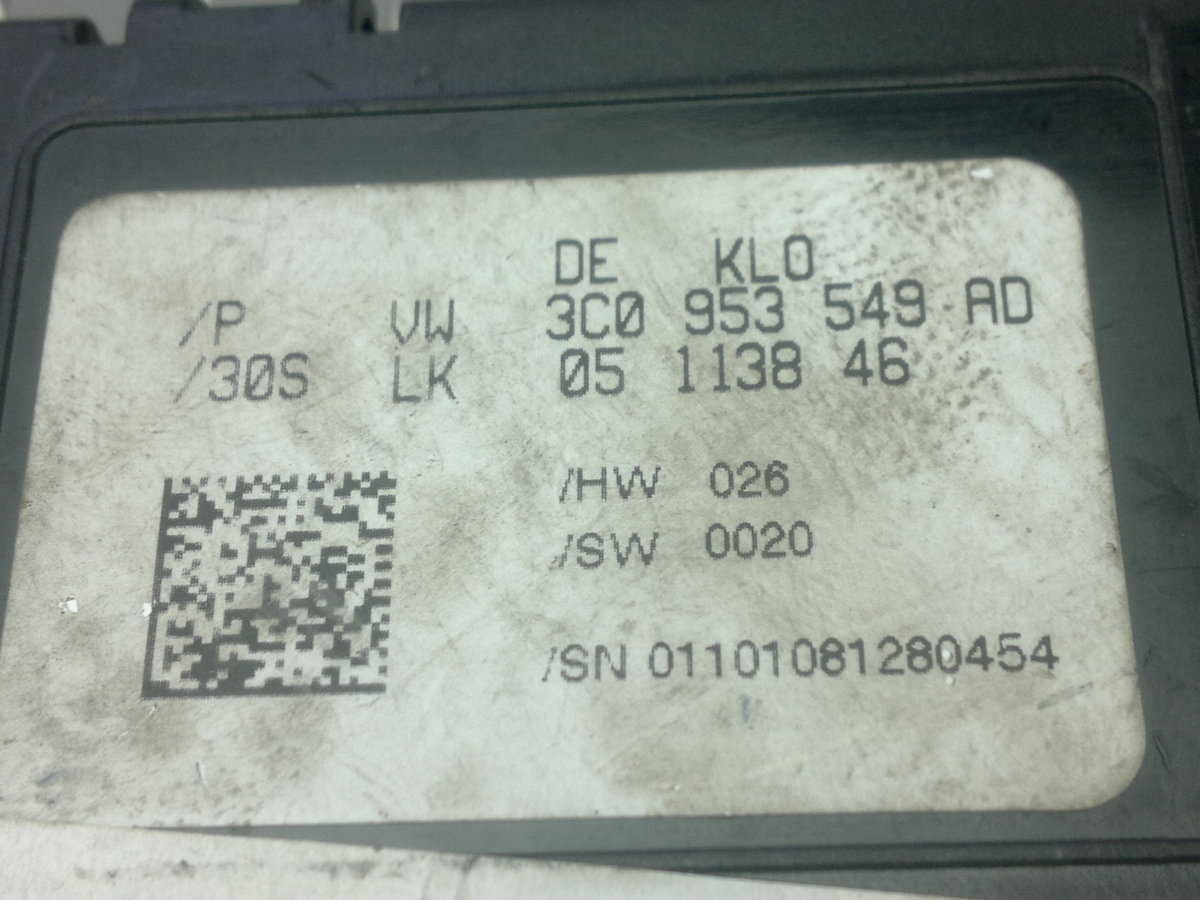 DE KLO
/P VW 3C0 953 549 AD
/30S LK 05 1138 46
/HW 026
/SW 0020
/SN 01101081280454